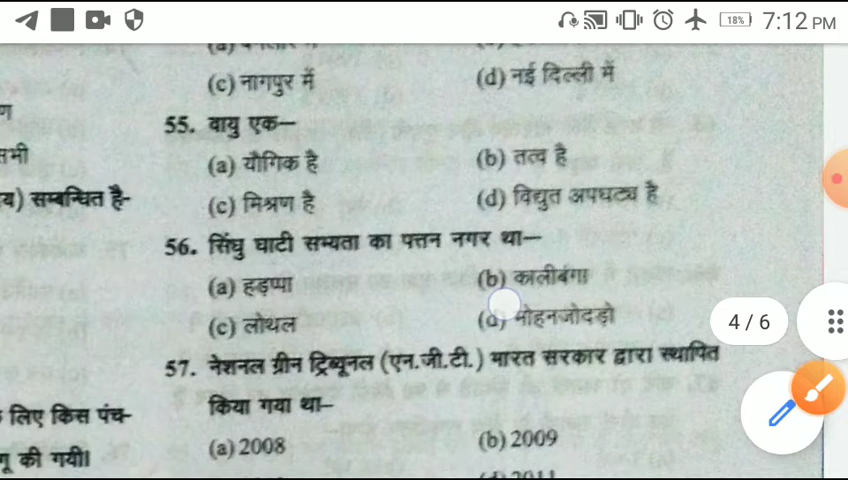 18% 7:12 PM
(c) नागपुर में (d) नई दिल्ली में
55. वायु एक—
(a) यौगिक है (b) तत्व है
(c) मिश्रण है (d) विद्युत अपघट्य है
य) सम्बन्धित है-
56. सिंघु घाटी सभ्यता का पत्तन नगर था—
(a) हड़प्पा (b) कालीबंगा
(c) लोथल (d) मोहनजोदड़ो
4 / 6
57. नेशनल ग्रीन ट्रिब्यूनल (एन.जी.टी.) भारत सरकार द्वारा स्थापित
किया गया था—
लिए किस पंच-
(a) 2008 (b) 2009
गू की गयी।